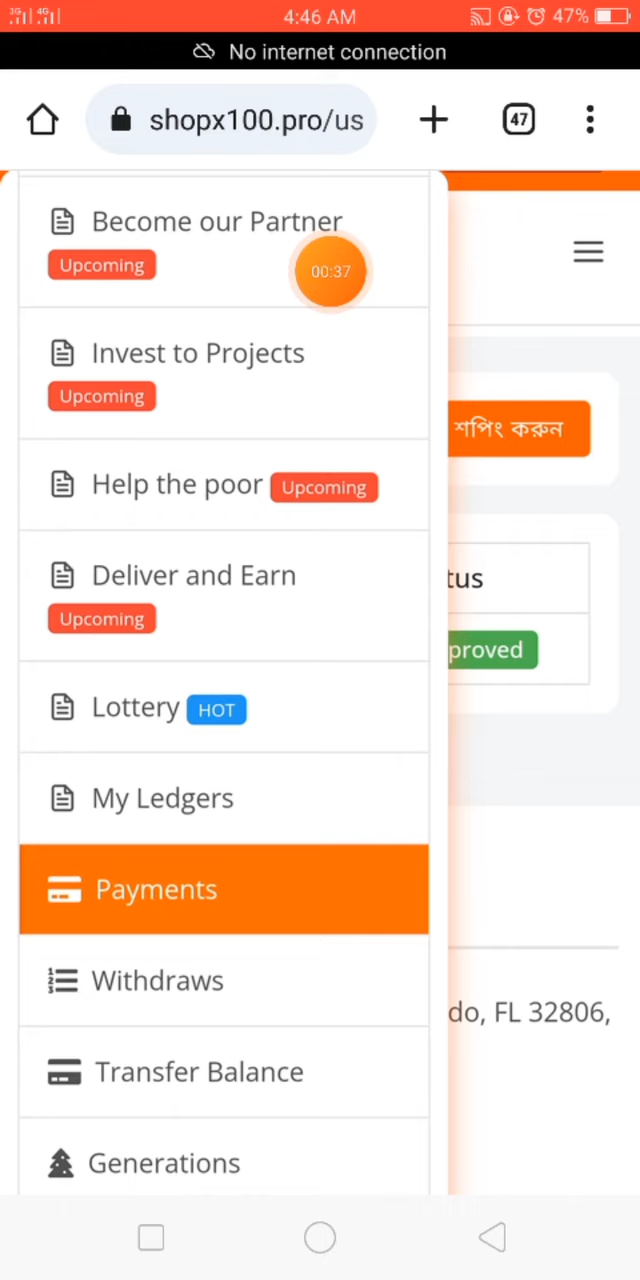 3G 4G 4:46 AM 47%
No internet connection
shopx100.pro/us 47
Become our Partner
Upcoming
00:37
Invest to Projects
Upcoming
শপিং করুন
Help the poor Upcoming
Deliver and Earn
tus
Upcoming
proved
Lottery HOT
My Ledgers
Payments
Withdraws
do, FL 32806,
Transfer Balance
Generations